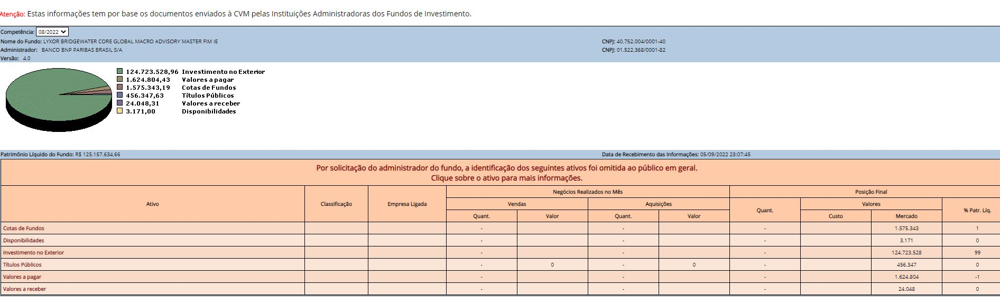 Atenção: Estas informações tem por base os documentos enviados à CVM pelas Instituições Administradoras dos Fundos de Investimento.
Competência: 08/2022
Nome do Fundo: LYXOR BRIDGEWATER CORE GLOBAL MACRO ADVISORY MASTER FIM IE CNPJ: 40.752.004/0001-40
Administrador: BANCO BNP PARIBAS BRASIL S/A CNPJ: 01.522.368/0001-82
Versão: 4.0
124.723.528,96 Investimento no Exterior
1.624.804,43 Valores a pagar
1.575.343,19 Cotas de Fundos
456.347,63 Títulos Públicos
24.048,31 Valores a receber
3.171,00 Disponibilidades
Patrimônio Líquido do Fundo: R$ 125.157.634,66 Data de Recebimento das Informações: 05/09/2022 23:07:45
Por solicitação do administrador do fundo, a identificação dos seguintes ativos foi omitida ao público em geral.
Clique sobre o ativo para mais informações.
Negócios Realizados no Mês Posição Final
Ativo Classificação Empresa Ligada Vendas Aquisições Quant. Valores % Patr. Líq.
Quant. Valor Quant. Valor Custo Mercado
Cotas de Fundos - - - 1.575.343 1
Disponibilidades - - - 3.171 0
Investimento no Exterior - - - 124.723.528 99
Títulos Públicos - 0 - 0 - 456.347 0
Valores a pagar - - - 1.624.804 -1
Valores a receber - - - 24.048 0